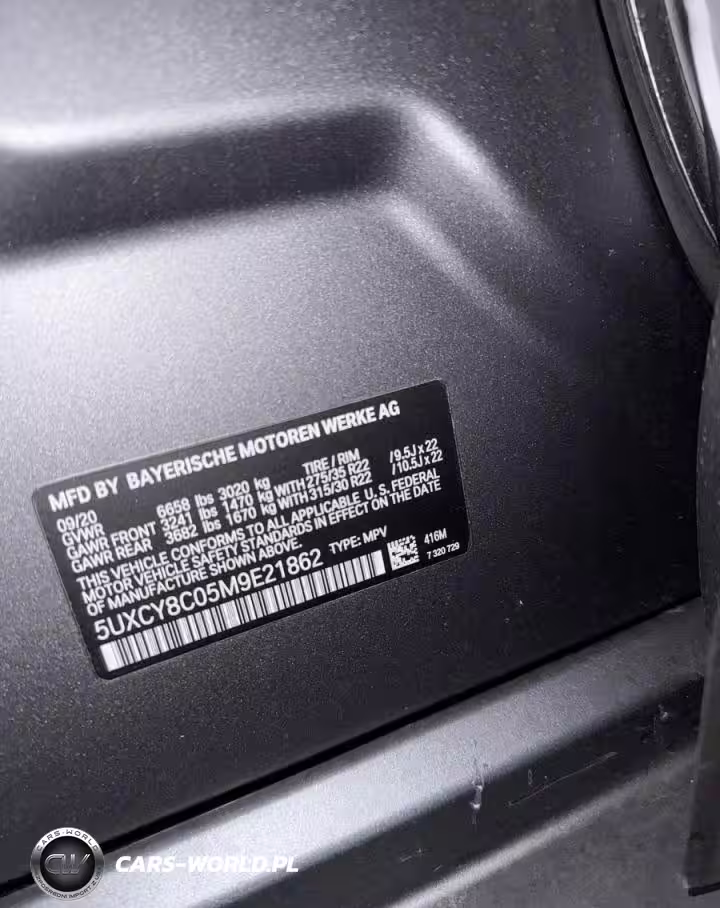 MFD BY BAYERISCHE MOTOREN WERKE AG
09/20 TIRE / RIM
GVWR 6658 lbs 3020 kg
GAWR FRONT 3241 lbs 1470 kg WITH 275/35 R22 /9.5J x 22
GAWR REAR 3682 lbs 1670 kg WITH 315/30 R22 /10.5J x 22
THIS VEHICLE CONFORMS TO ALL APPLICABLE U.S. FEDERAL
MOTOR VEHICLE SAFETY STANDARDS IN EFFECT ON THE DATE
OF MANUFACTURE SHOWN ABOVE.
5UXCY8C05M9E21862 TYPE: MPV 416M
7 320 729
CARS-WORLD
CW
CARS-WORLD.PL